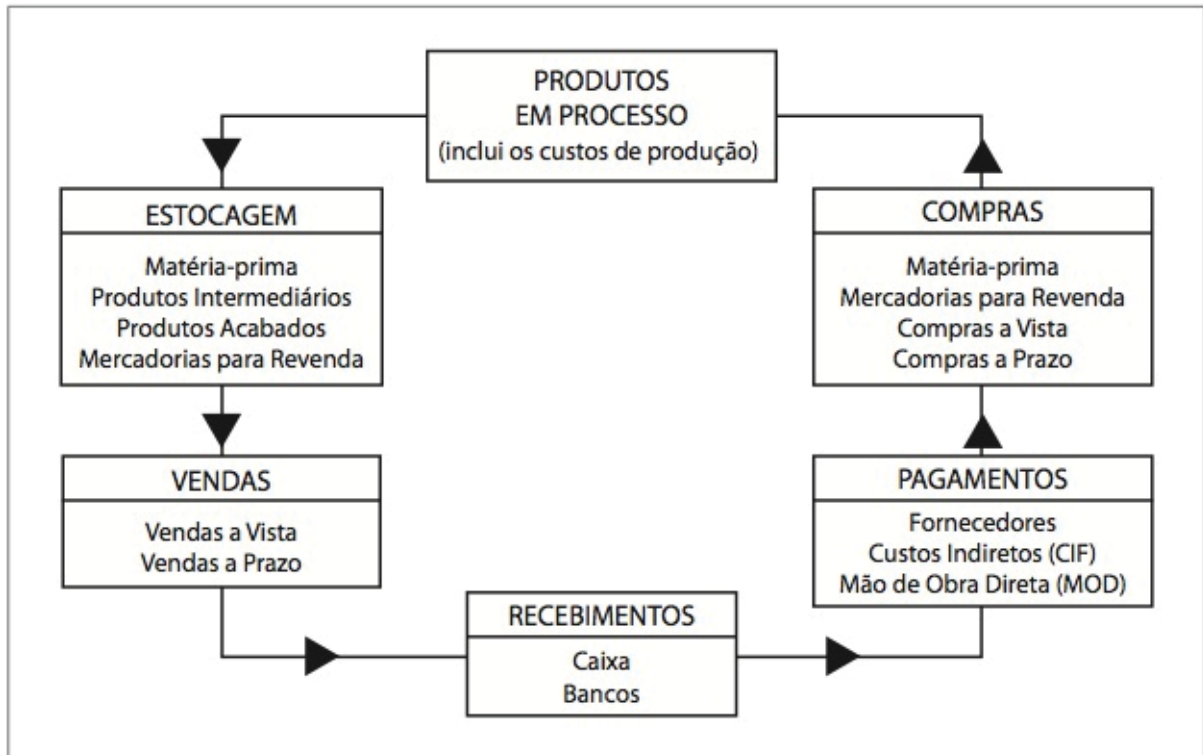 PRODUTOS
EM PROCESSO
(inclui os custos de produção)
ESTOCAGEM
Matéria-prima
Produtos Intermediários
Produtos Acabados
Mercadorias para Revenda
COMPRAS
Matéria-prima
Mercadorias para Revenda
Compras a Vista
Compras a Prazo
VENDAS
Vendas a Vista
Vendas a Prazo
PAGAMENTOS
Fornecedores
Custos Indiretos (CIF)
Mão de Obra Direta (MOD)
RECEBIMENTOS
Caixa
Bancos